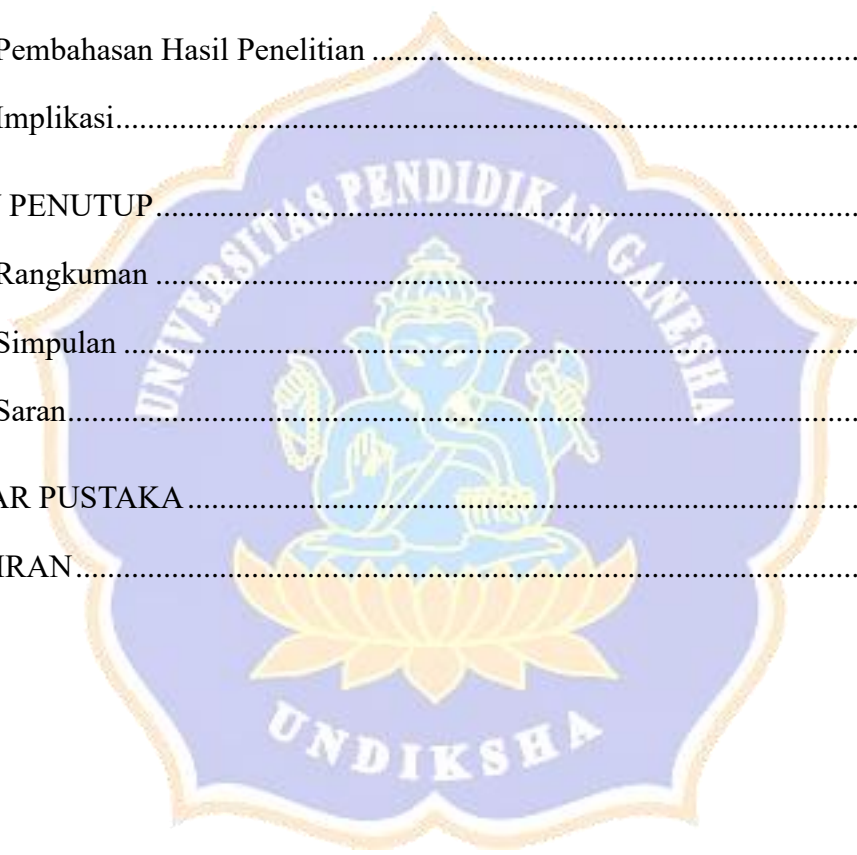 Pembahasan Hasil Penelitian ................................................................
Implikasi................................................................................................
PENUTUP...........................................................................................
Rangkuman ...........................................................................................
Simpulan ...............................................................................................
Saran......................................................................................................
AR PUSTAKA.......................................................................................
IRAN.....................................................................................................
UNIVERSITAS PENDIDIKAN GANESHA
UNDIKSHA